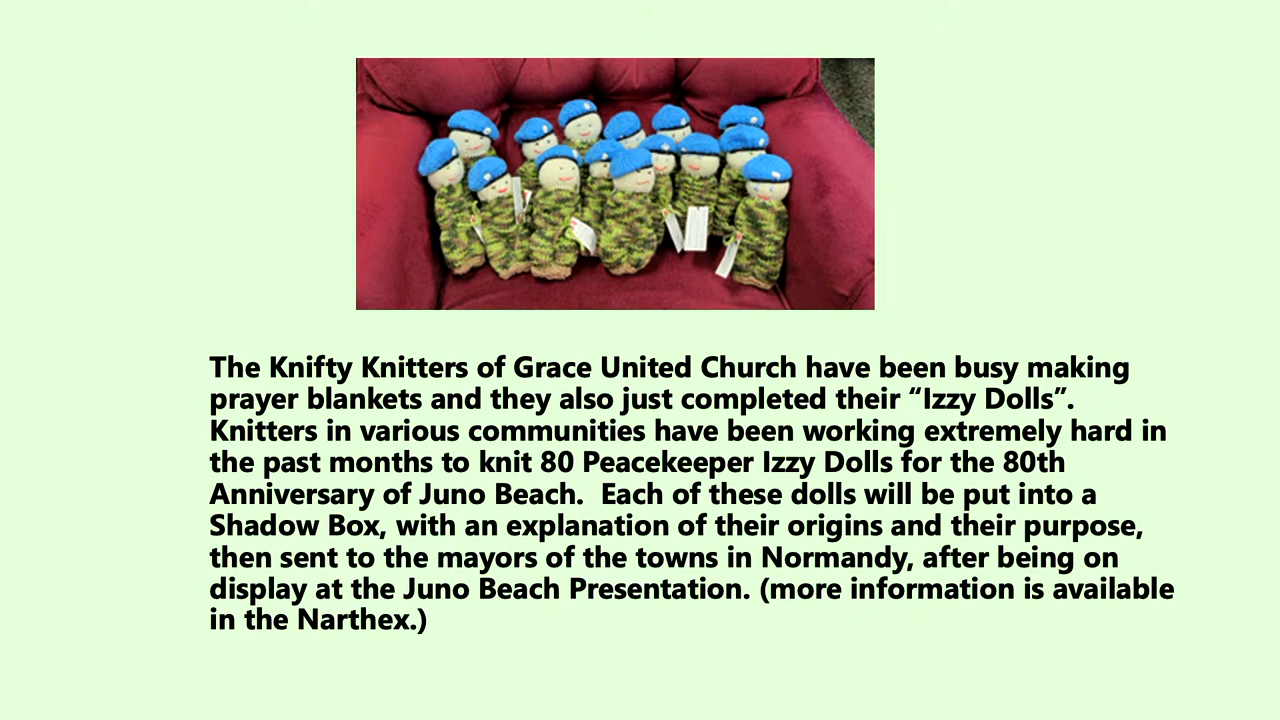 The Knifty Knitters of Grace United Church have been busy making
prayer blankets and they also just completed their “Izzy Dolls”.
Knitters in various communities have been working extremely hard in
the past months to knit 80 Peacekeeper Izzy Dolls for the 80th
Anniversary of Juno Beach.  Each of these dolls will be put into a
Shadow Box, with an explanation of their origins and their purpose,
then sent to the mayors of the towns in Normandy, after being on
display at the Juno Beach Presentation. (more information is available
in the Narthex.)